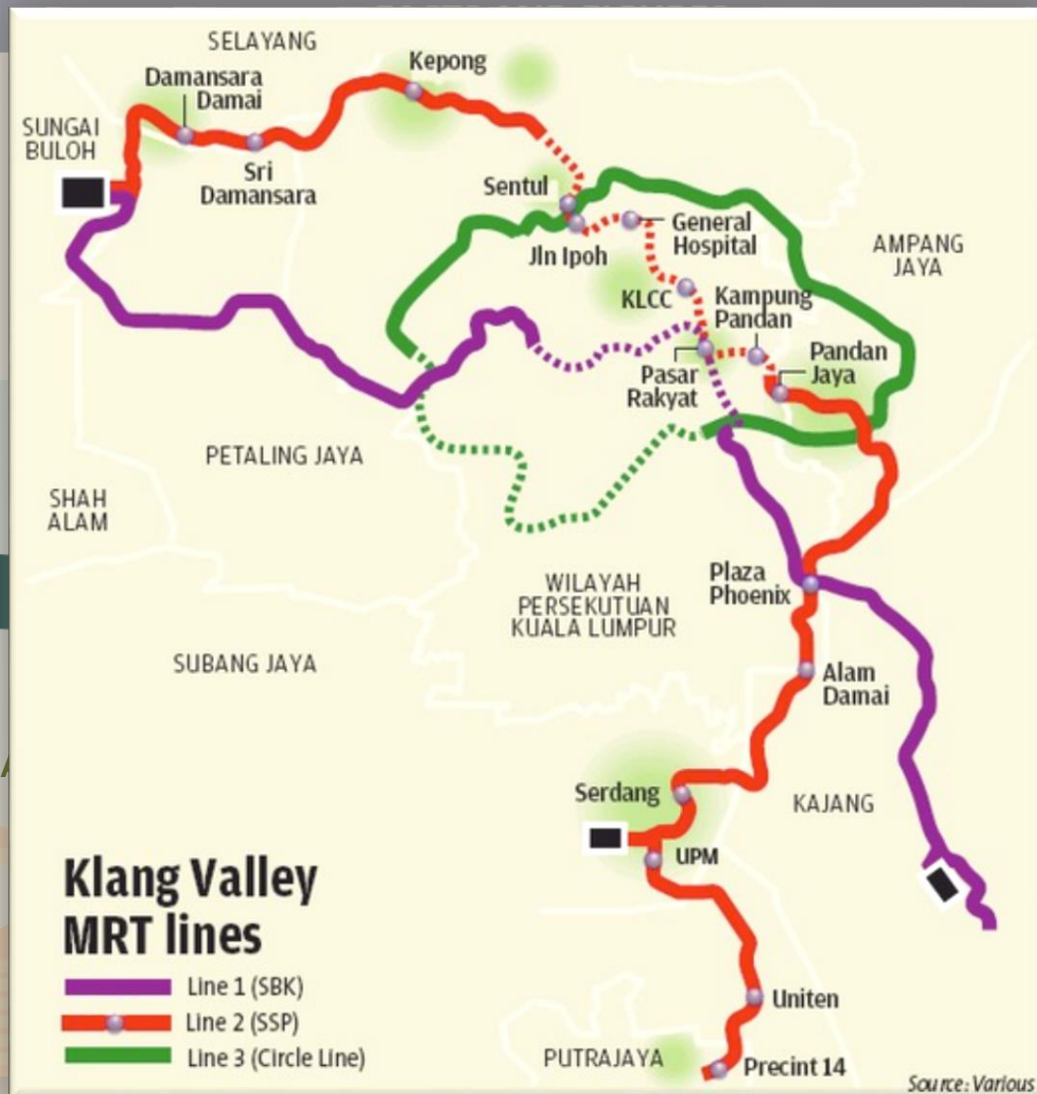 SELAYANG
Kepong
Damansara
Damai
SUNGAI
BULOH
Sri
Damansara
Sentul
General
Hospital
Jln Ipoh
AMPANG
JAYA
KLCC
Kampung
Pandan
Pandan
Jaya
Pasar
Rakyat
PETALING JAYA
SHAH
ALAM
Plaza
Phoenix
WILAYAH
PERSEKUTUAN
KUALA LUMPUR
SUBANG JAYA
Alam
Damai
Serdang
KAJANG
UPM
Klang Valley
MRT lines
Line 1 (SBK)
Line 2 (SSP)
Line 3 (Circle Line)
Uniten
PUTRAJAYA
Precint 14
Source: Various